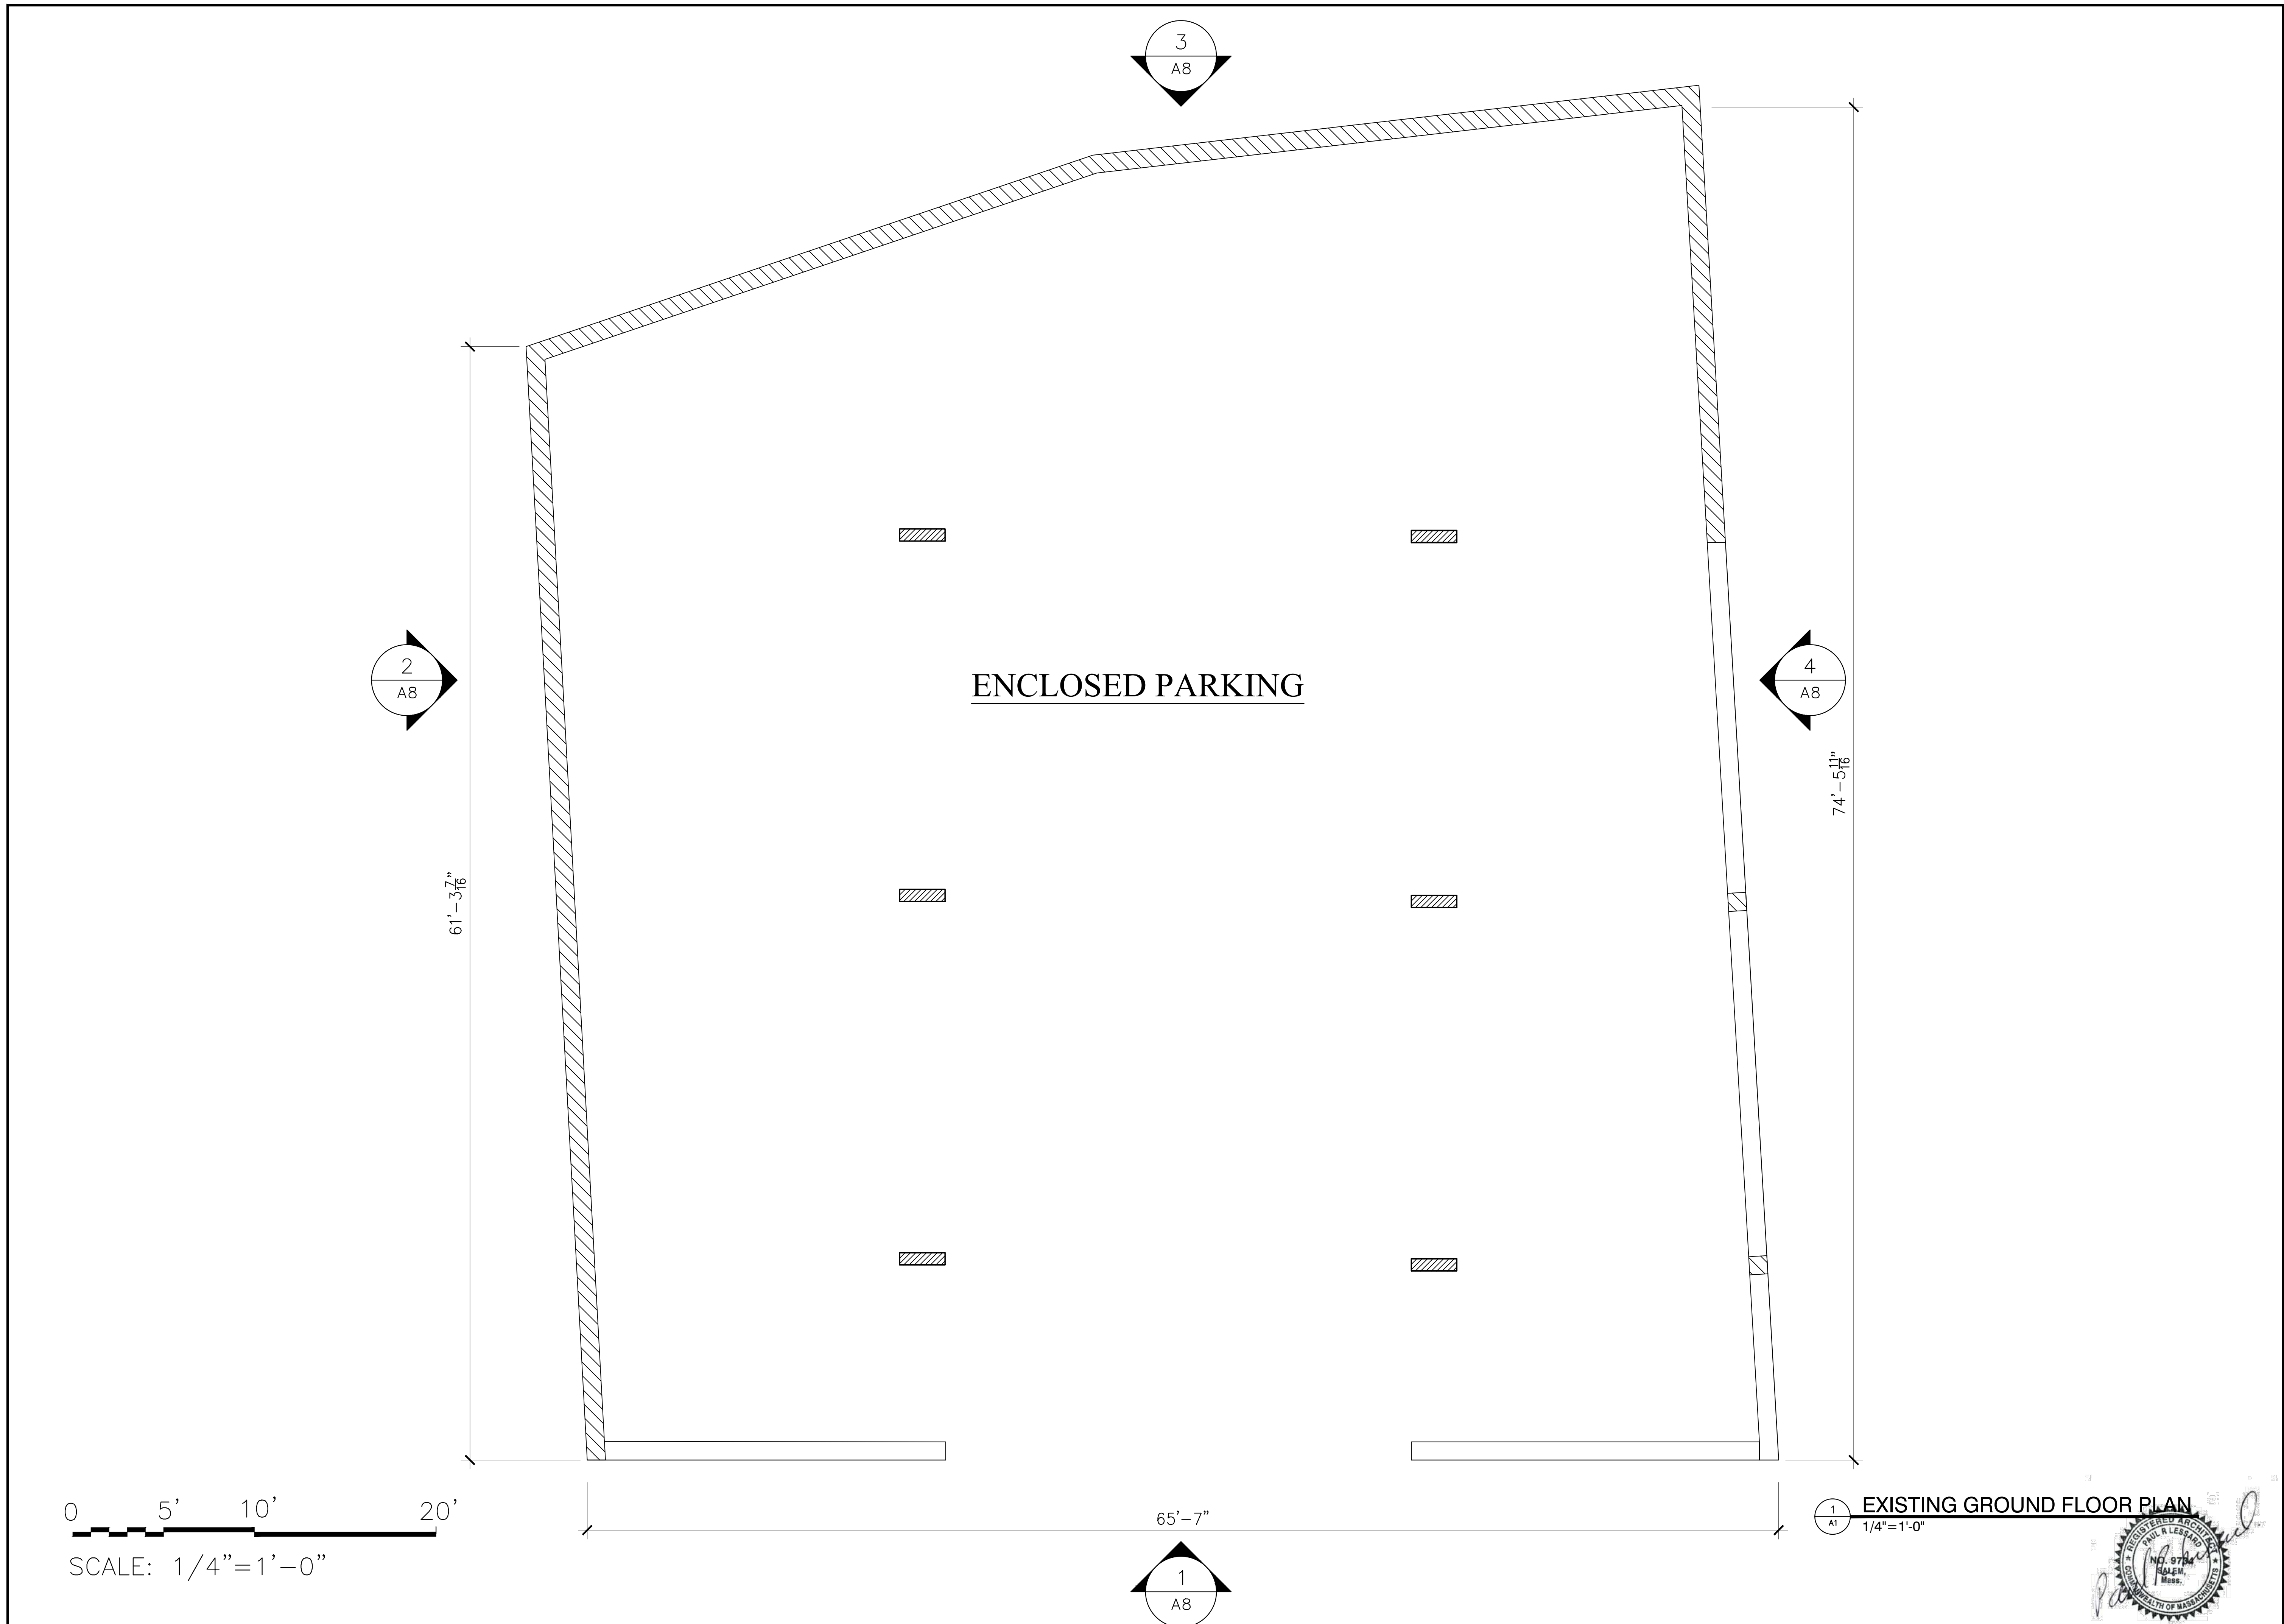 3
A8
2
A8
ENCLOSED PARKING
4
A8
61'-3 7/16"
74'-5 11/16"
65'-7"
0 5' 10' 20'
SCALE: 1/4"=1'-0"
1
A8
1
A1
EXISTING GROUND FLOOR PLAN
1/4"=1'-0"
REGISTERED ARCHITECT
PAUL R LESSARD
SALEM,
Mass.
COMMONWEALTH OF MASSACHUSETTS